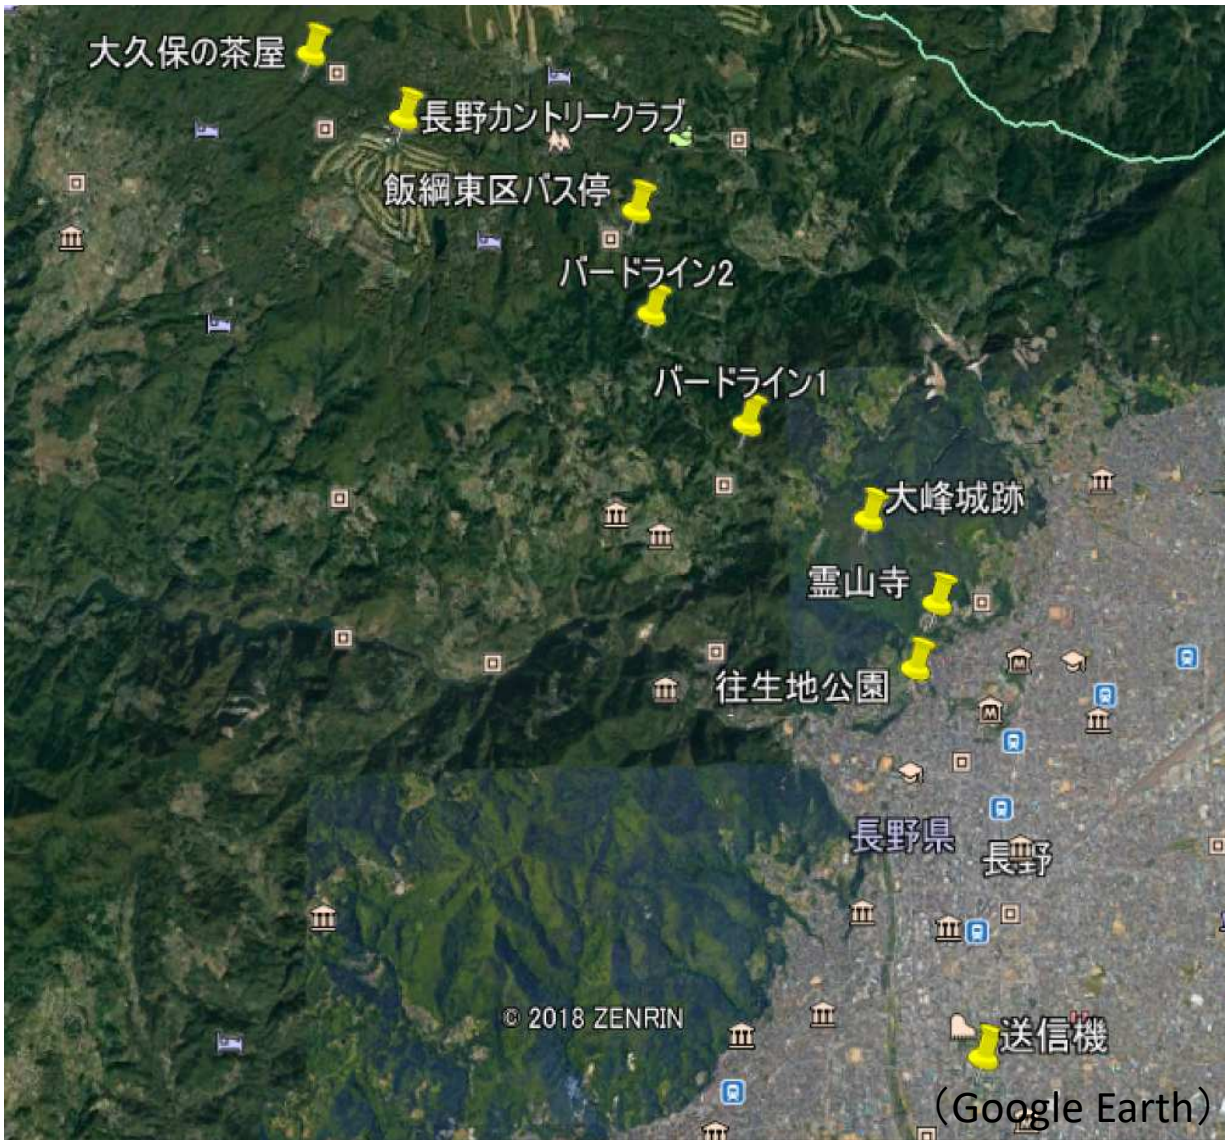 大久保の茶屋
長野カントリークラブ
飯綱東区バス停
バードライン2
バードライン1
大峰城跡
霊山寺
往生地公園
長野県
長野
© 2018 ZENRIN
送信機
（Google Earth）